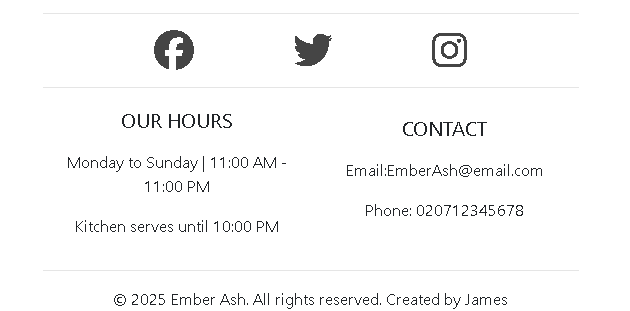 OUR HOURS
Monday to Sunday | 11:00 AM -
11:00 PM
Kitchen serves until 10:00 PM
CONTACT
Email:EmberAsh@email.com
Phone: 020712345678
© 2025 Ember Ash. All rights reserved. Created by James